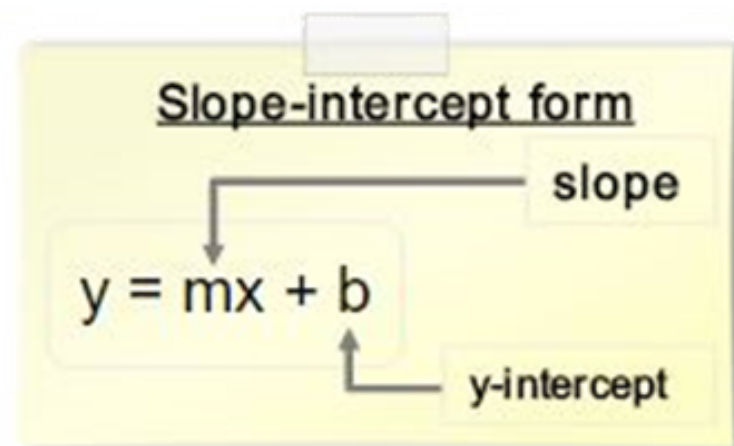 Slope-intercept form
slope
y = mx + b
y-intercept